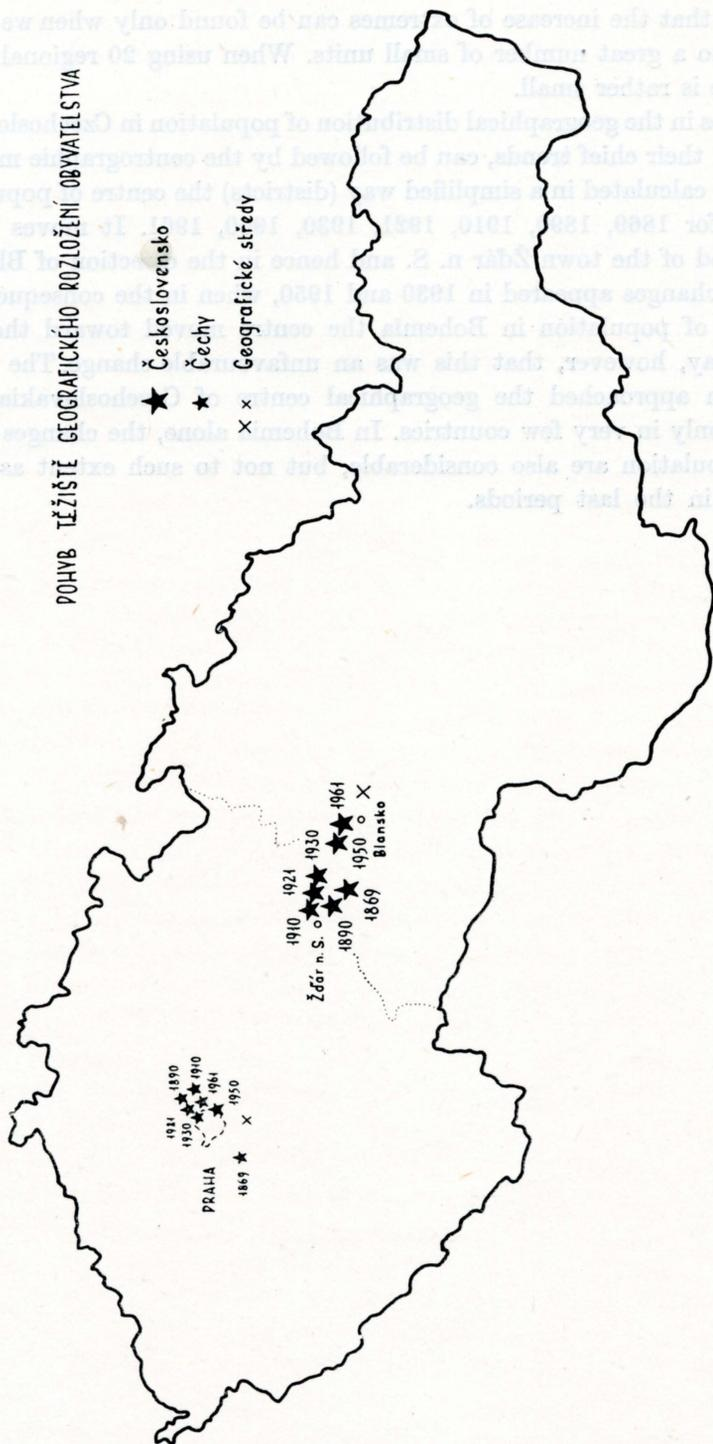 that the increase of extremes can be found only when we
o a great number of small units. When using 20 regional
is rather small.
s in the geographical distribution of population in Czechoslo
their chief trends, can be followed by the centrographic m
calculated in a simplified way (districts) the centre of popu
for 1869, 1890, 1910, 1921, 1930, 1950, 1961. It moves
d of the town Žďár n. S. and hence in the direction of Bl
changes appeared in 1930 and 1950, when in the conseque
of population in Bohemia the centre moved toward the
ay, however, that this was an unfavourable change. The
n approached the geographical centre of Czechoslovakia
nly in very few countries. In Bohemia alone, the changes
pulation are also considerable, but not to such extent as
in the last periods.
POHYB TĚŽIŠTĚ GEOGRAFICKÉHO ROZLOŽENÍ OBYVATELSTVA
Československo
Čechy
Geografické středy
1890
1921
1910
1930
1961
1950
PRAHA
1869
1921
1910
1930
1961
Žďár n. S.
1950
Blansko
1890
1869